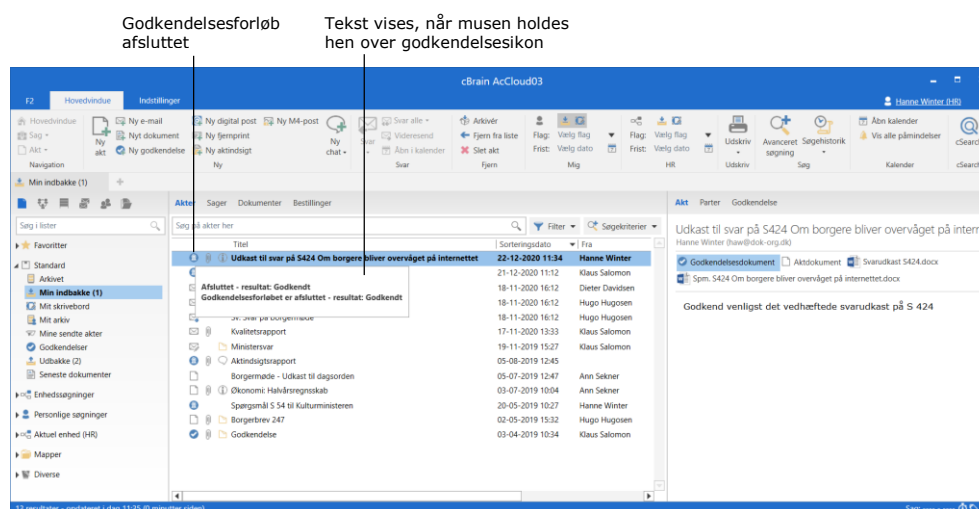 Godkendelsesforløb
afsluttet
Tekst vises, når musen holdes
hen over godkendelsesikon
cBrain AcCloud03
F2 Hovedvindue Indstillinger
Hanne Winter (HR)
Hovedvindue
Sag
Akt
Navigation
Ny akt
Ny e-mail
Nyt dokument
Ny godkendelse
Ny digital post
Ny fjernprint
Ny aktindsigt
Ny M4-post
Ny chat
Ny
Svar
Svar alle
Videresend
Åbn i kalender
Svar
Arkivér
Fjern fra liste
Slet akt
Fjern
Flag: Vælg flag
Frist: Vælg dato
Mig
Flag: Vælg flag
Frist: Vælg dato
HR
Udskriv
Udskriv
Avanceret søgning
Søgehistorik
Søg
Åbn kalender
Vis alle påmindelser
Kalender
cSearch
cSearch
Min indbakke (1) +
Søg i lister
Favoritter
Standard
Arkivet
Min indbakke (1)
Mit skrivebord
Mit arkiv
Mine sendte akter
Godkendelser
Udbakke (2)
Seneste dokumenter
Enhedssøgninger
Personlige søgninger
Aktuel enhed (HR)
Mapper
Diverse
Akter Sager Dokumenter Bestillinger
Søg på akter her
Filter Søgekriterier
Titel Sorteringsdato Fra
Udkast til svar på S424 Om borgere bliver overvåget på internettet 22-12-2020 11:34 Hanne Winter
21-12-2020 11:12 Klaus Salomon
Afsluttet - resultat: Godkendt
Godkendelsesforløbet er afsluttet - resultat: Godkendt
18-11-2020 16:12 Dieter Davidsen
18-11-2020 16:12 Hugo Hugosen
Sv: Svar på borgermøde 18-11-2020 16:12 Hugo Hugosen
Kvalitetsrapport 17-11-2020 13:33 Klaus Salomon
Ministersvar 19-11-2019 15:27 Klaus Salomon
Aktindsigtsrapport 05-08-2019 12:45
Borgermøde - Udkast til dagsorden 05-07-2019 12:47 Ann Sekner
Økonomi: Halvårsregnskab 03-07-2019 10:04 Ann Sekner
Spørgsmål S 54 til Kulturministeren 20-05-2019 10:27 Hanne Winter
Borgerbrev 247 02-05-2019 15:32 Hugo Hugosen
Godkendelse 03-04-2019 10:34 Klaus Salomon
Akt Parter Godkendelse
Udkast til svar på S424 Om borgere bliver overvåget på intern
Hanne Winter (haw@dok-org.dk)
Godkendelsesdokument Aktdokument Svarudkast S424.docx
Spm. S424 Om borgere bliver overvåget på internettet.docx
Godkend venligst det vedhæftede svarudkast på S 424